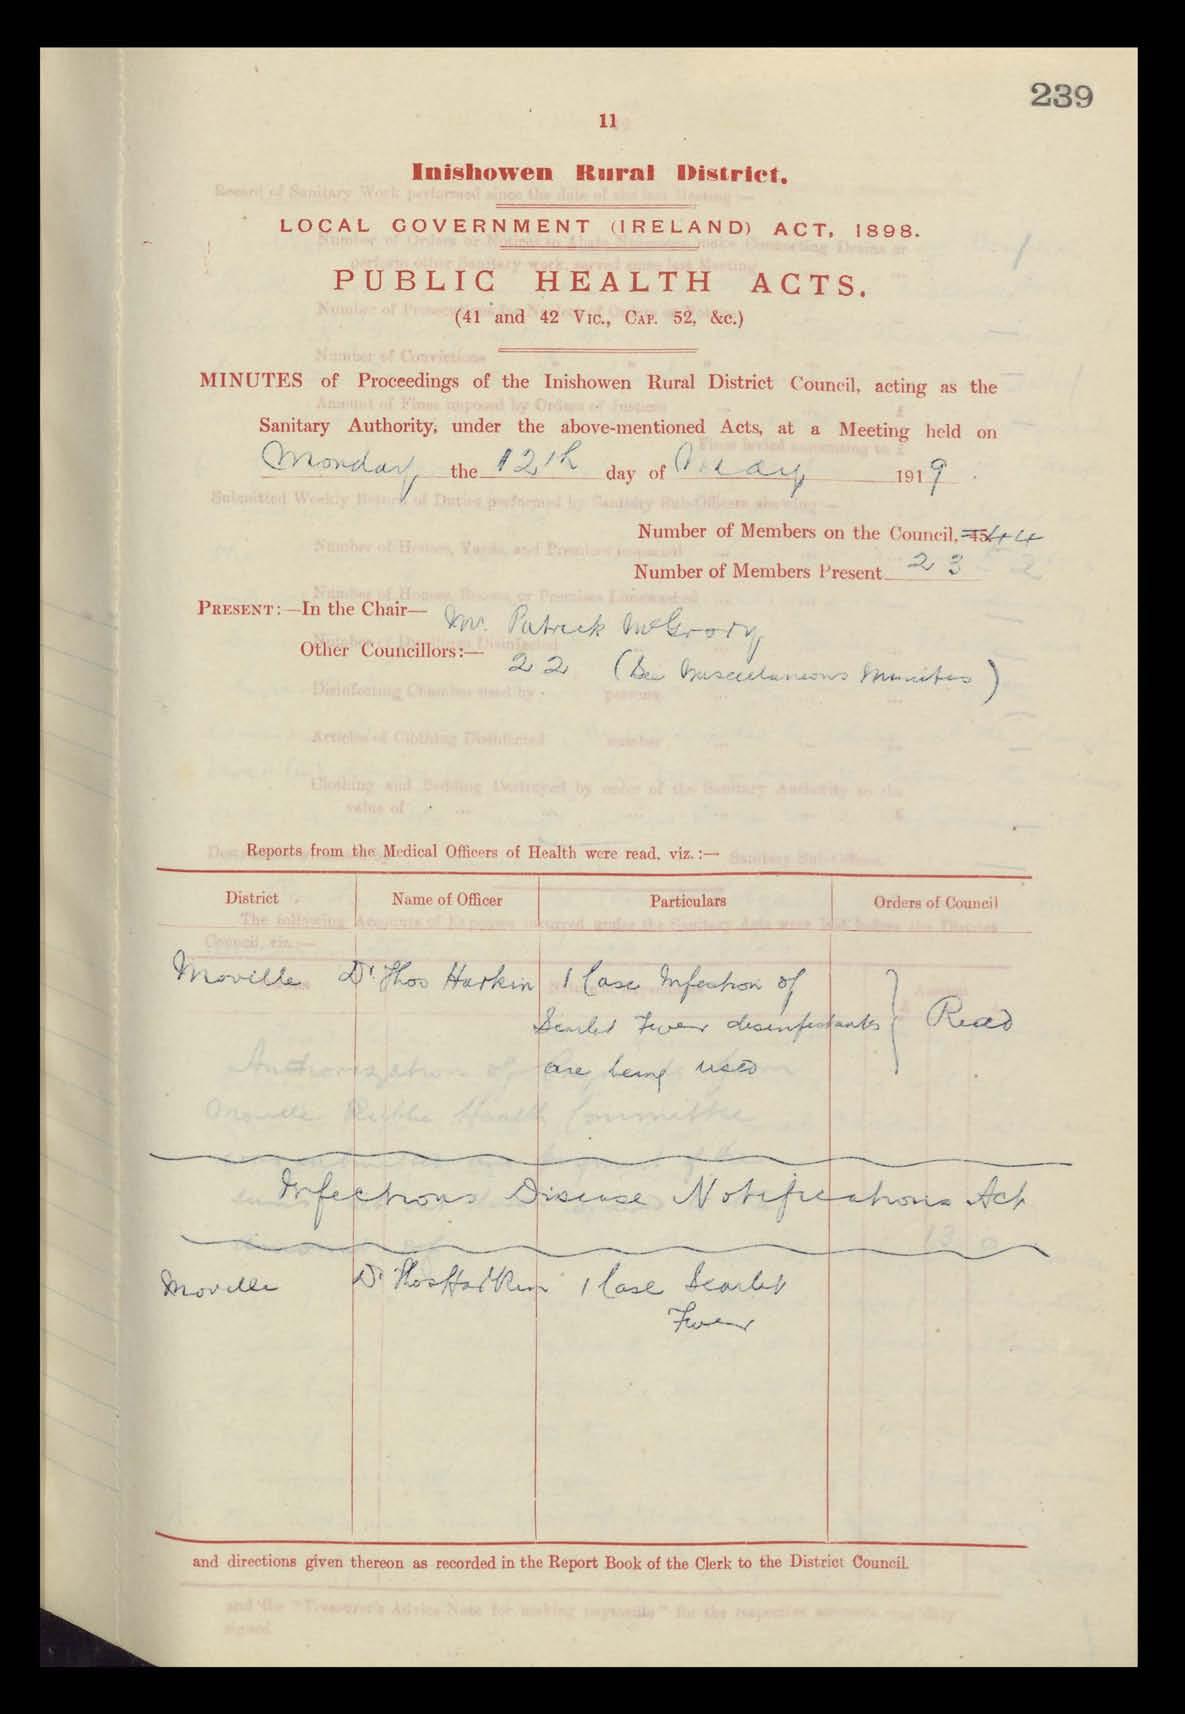 239
11
Inishowen Rural District.
LOCAL GOVERNMENT (IRELAND) ACT, 1898.
PUBLIC HEALTH ACTS.
(41 and 42 Vic., Cap. 52, &c.)
MINUTES of Proceedings of the Inishowen Rural District Council, acting as the
Sanitary Authority, under the above-mentioned Acts, at a Meeting held on
Monday the 12th day of May 1919.
Number of Members on the Council, 45 44
Number of Members Present 23
PRESENT:—In the Chair— Mr. Patrick McGrory
Other Councillors:— 22 (See Miscellaneous Minutes)
Reports from the Medical Officers of Health were read, viz.:—
District Name of Officer Particulars Orders of Council
Moville Dr Thos Harkin 1 Case Infection of
Scarlet Fever disinfectants } Read
are being used
Infectious Disease Notifications Act
Moville Dr Thos Harkin 1 Case Scarlet
Fever
and directions given thereon as recorded in the Report Book of the Clerk to the District Council.